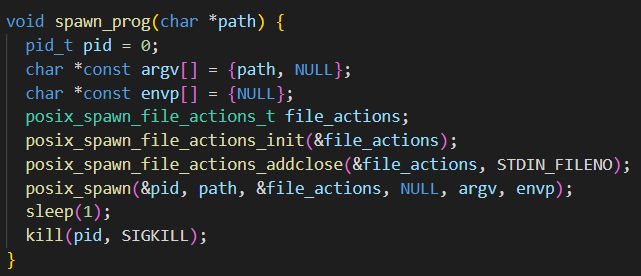 void spawn_prog(char *path) {
  pid_t pid = 0;
  char *const argv[] = {path, NULL};
  char *const envp[] = {NULL};
  posix_spawn_file_actions_t file_actions;
  posix_spawn_file_actions_init(&file_actions);
  posix_spawn_file_actions_addclose(&file_actions, STDIN_FILENO);
  posix_spawn(&pid, path, &file_actions, NULL, argv, envp);
  sleep(1);
  kill(pid, SIGKILL);
}